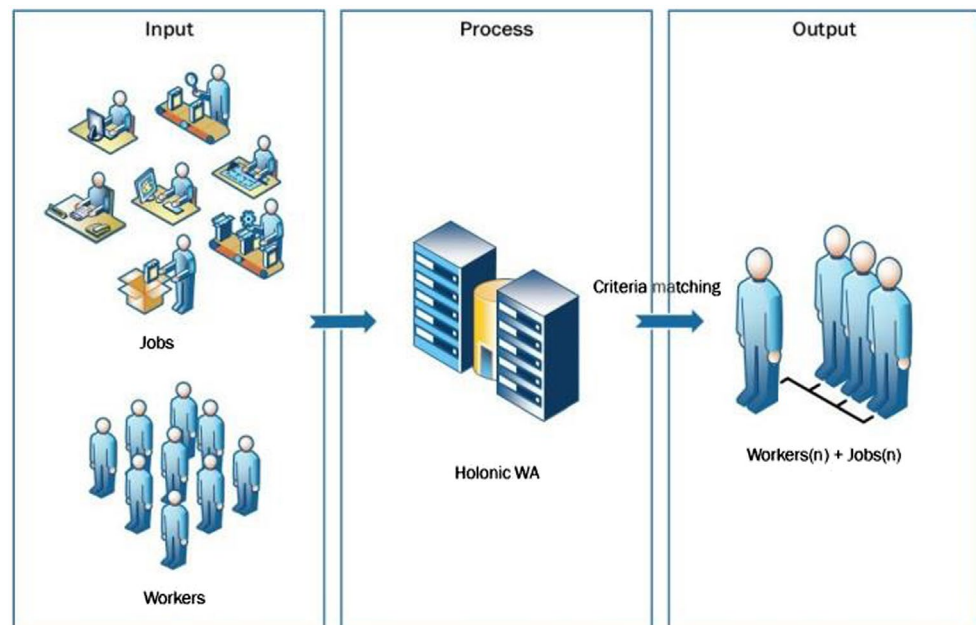 Input
Process
Output
Jobs
Workers
Holonic WA
Criteria matching
Workers(n) + Jobs(n)